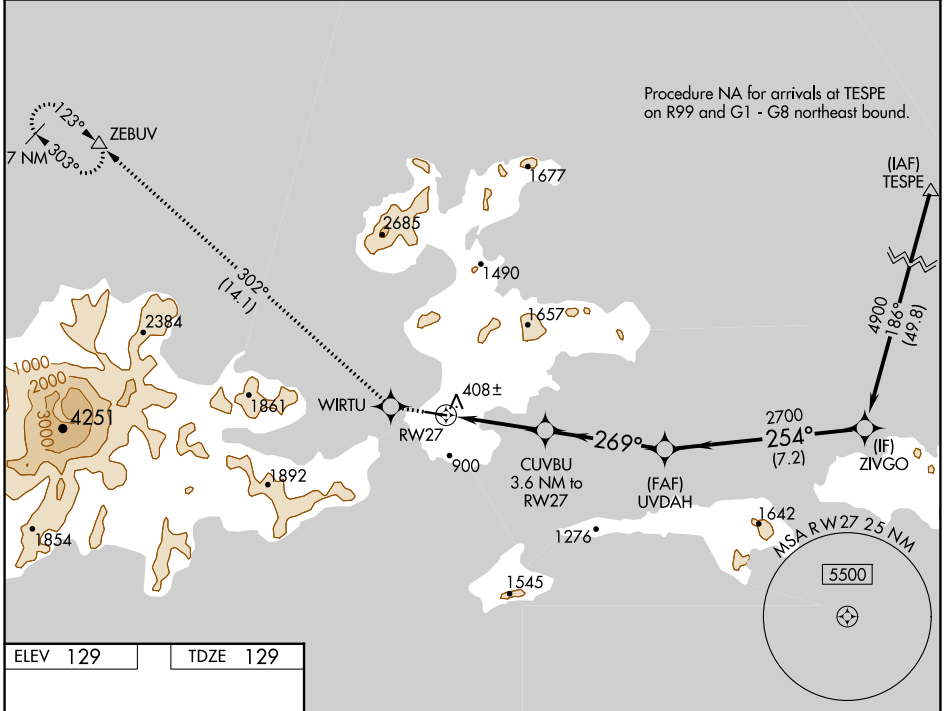 Procedure NA for arrivals at TESPE
on R99 and G1 - G8 northeast bound.
123°
ZEBUV
7 NM
303°
(IAF)
TESPE
1677
2685
1490
302°
(14.1)
4900
186°
(49.8)
2384
1657
1000
2000
3000
4251
1861
WIRTU
408±
RW27
2700
254°
(7.2)
269°
(IF)
ZIVGO
900
CUVBU
3.6 NM to
RW27
(FAF)
UVDAH
1892
1854
1276
1642
MSA RW27 25 NM
5500
1545
ELEV 129
TDZE 129